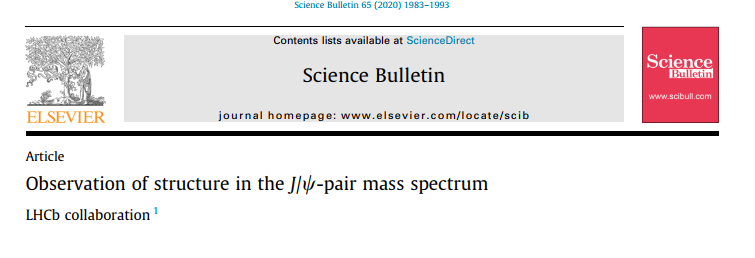 Science Bulletin 65 (2020) 1983–1993
Contents lists available at ScienceDirect
Science Bulletin
journal homepage: www.elsevier.com/locate/scib
ELSEVIER
Science
Bulletin
www.scibull.com
Article
Observation of structure in the J/ψ-pair mass spectrum
LHCb collaboration 1